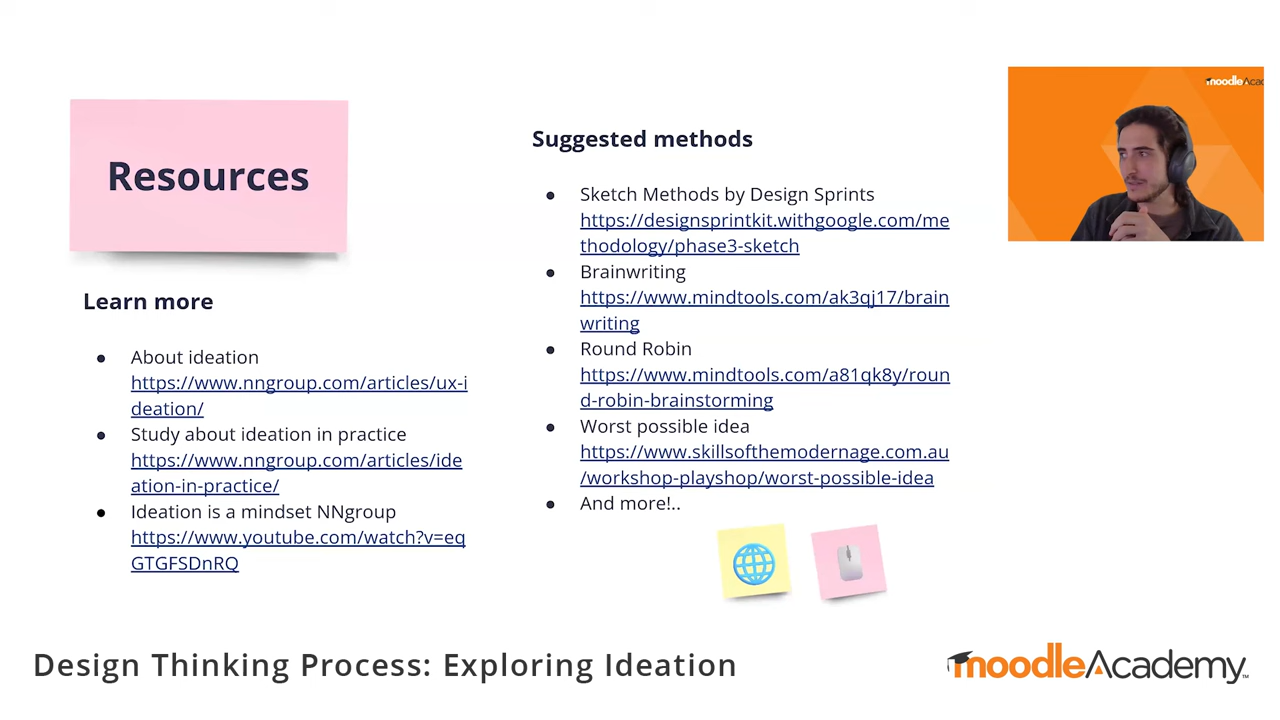 Resources
Learn more
About ideation
https://www.nngroup.com/articles/ux-i
deation/
Study about ideation in practice
https://www.nngroup.com/articles/ide
ation-in-practice/
Ideation is a mindset NNgroup
https://www.youtube.com/watch?v=eq
GTGFSDnRQ
Suggested methods
Sketch Methods by Design Sprints
https://designsprintkit.withgoogle.com/me
thodology/phase3-sketch
Brainwriting
https://www.mindtools.com/ak3qj17/brain
writing
Round Robin
https://www.mindtools.com/a81qk8y/roun
d-robin-brainstorming
Worst possible idea
https://www.skillsofthemodernage.com.au
/workshop-playshop/worst-possible-idea
And more!..
moodleAcac
Design Thinking Process: Exploring Ideation
moodleAcademy™